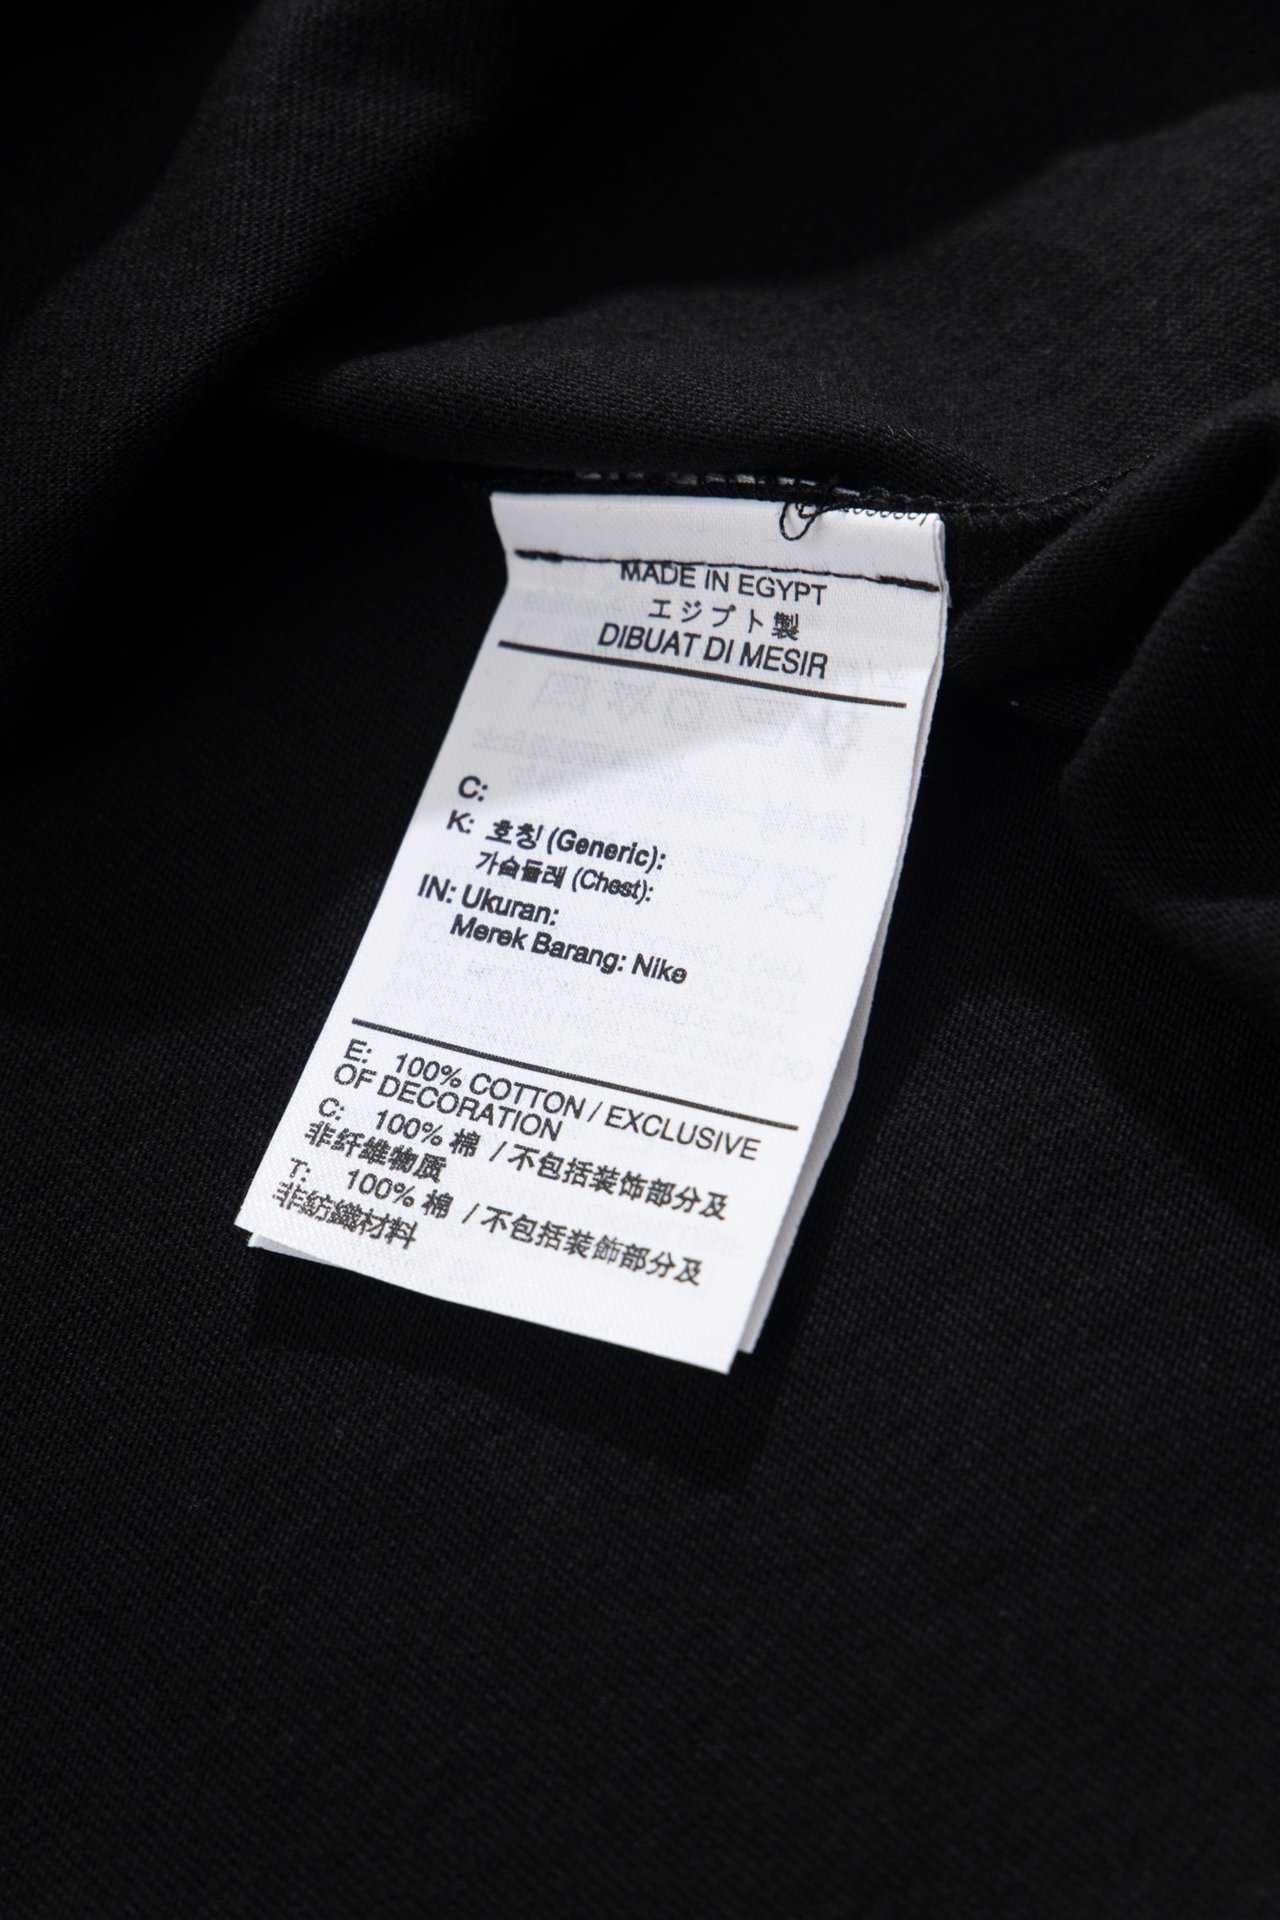 MADE IN EGYPT
エジプト製
DIBUAT DI MESIR
C:
K: 호칭 (Generic):
가슴둘레 (Chest):
IN: Ukuran:
Merek Barang: Nike
E: 100% COTTON / EXCLUSIVE
OF DECORATION
C: 100% 棉 / 不包括装饰部分及
非纤维物质
T: 100% 棉 / 不包括装飾部分及
非紡織材料